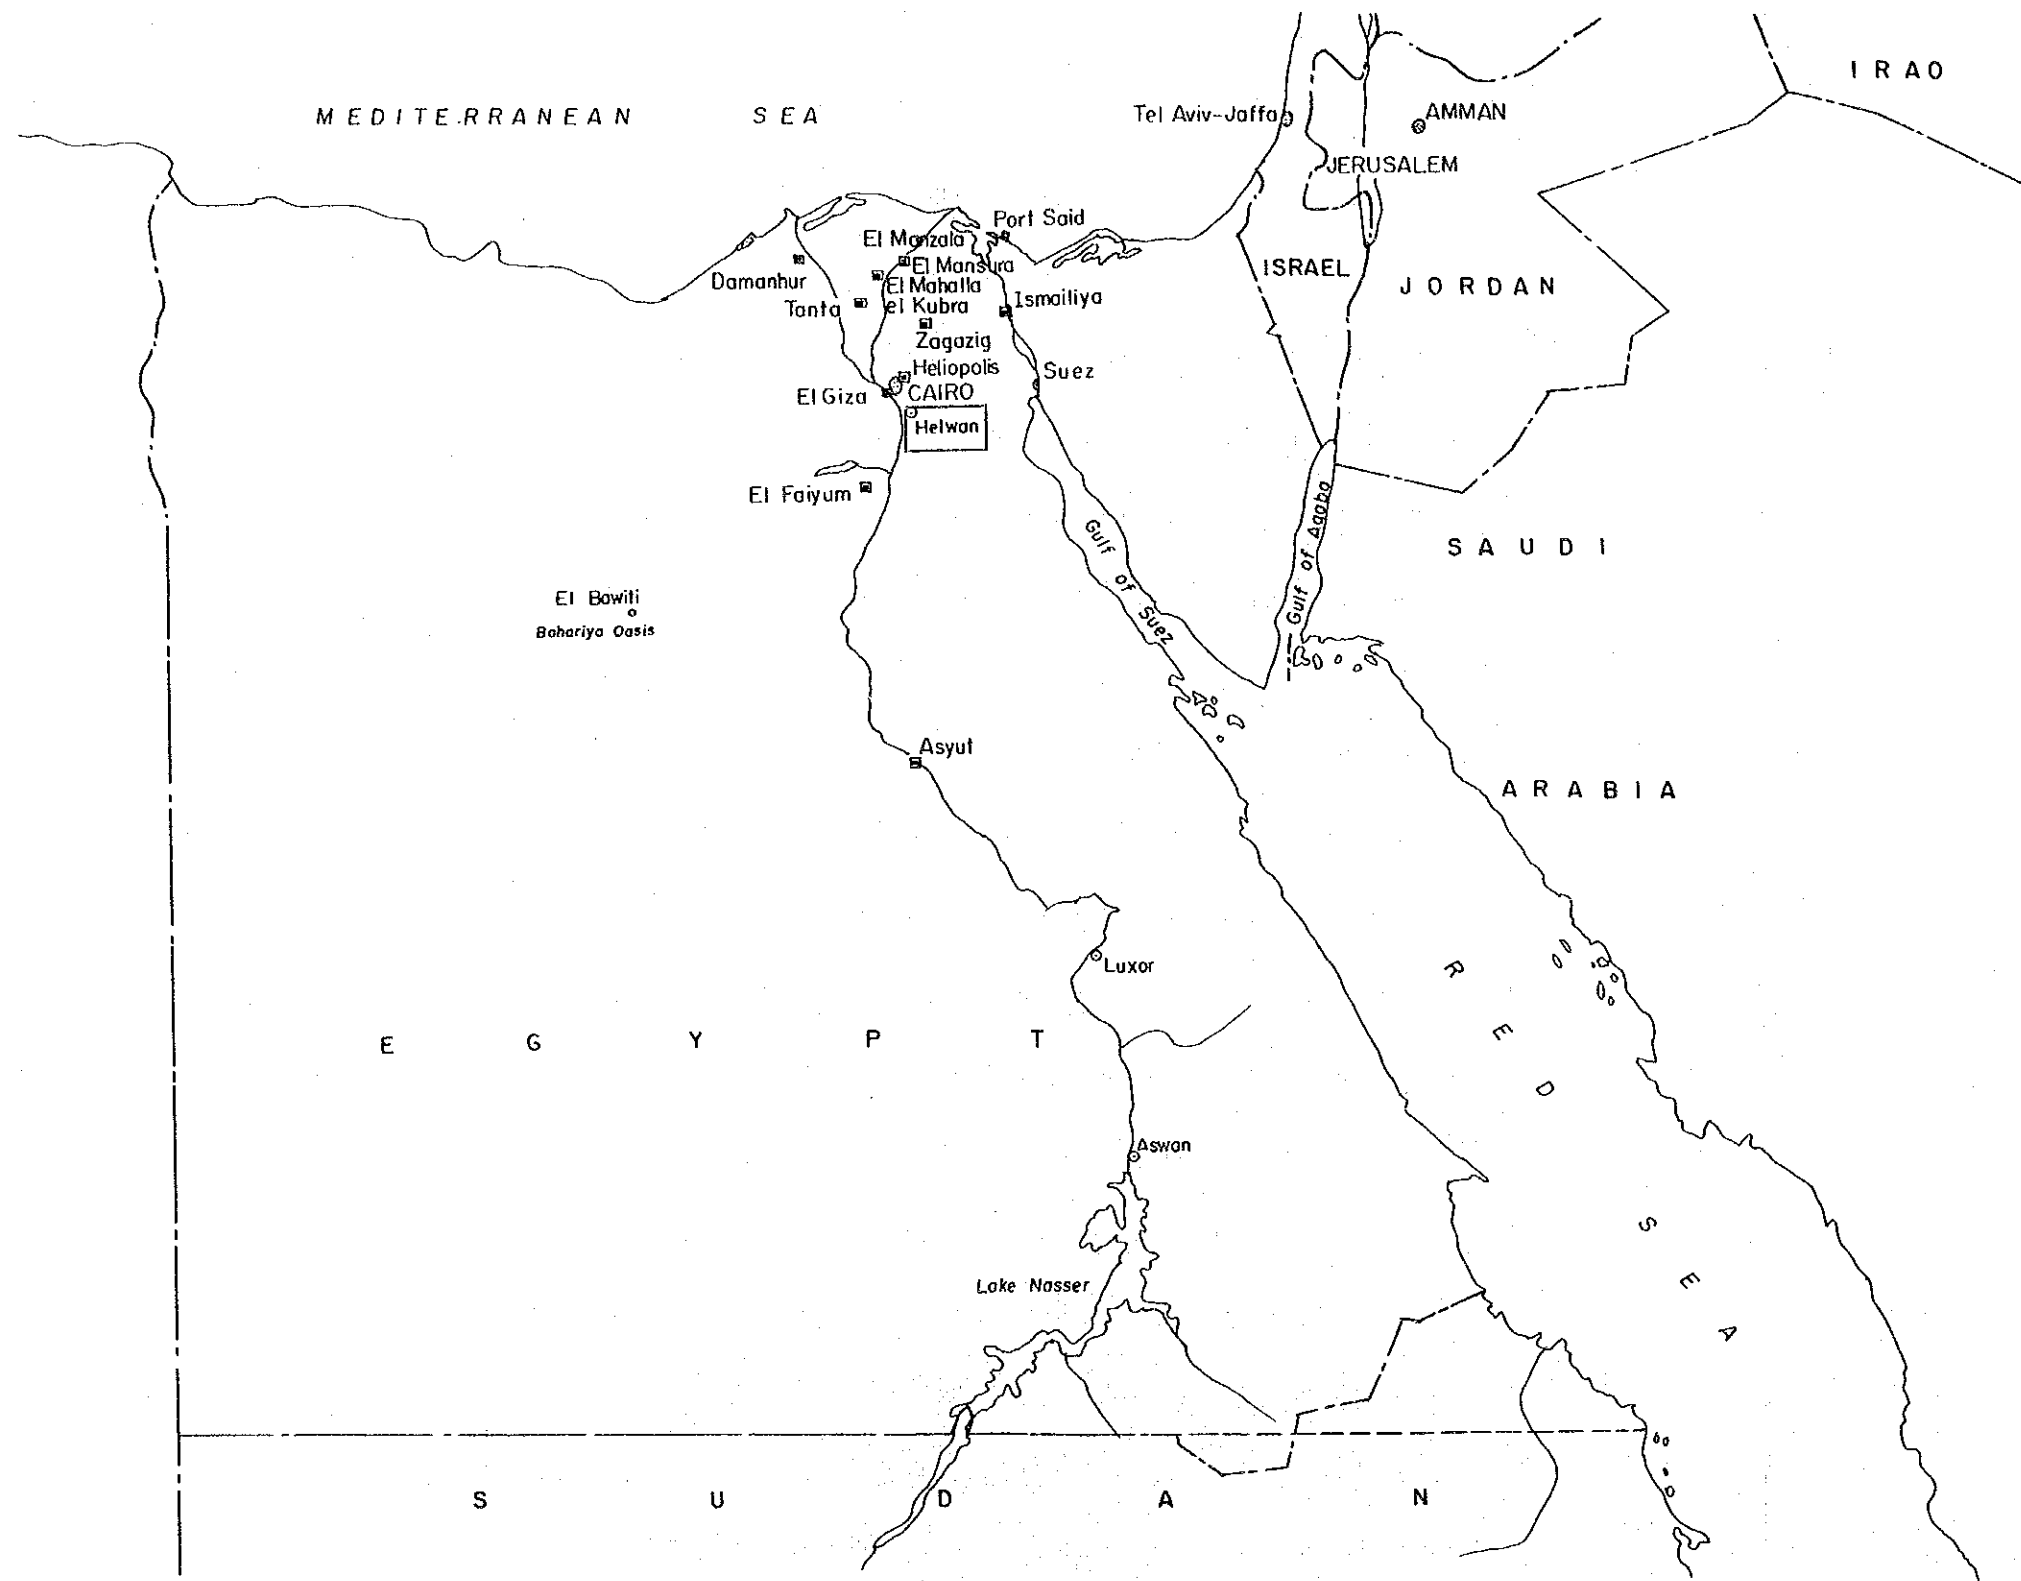 IRAO
MEDITERRANEAN SEA
Tel Aviv-Jaffa
AMMAN
JERUSALEM
Port Said
El Manzala
El Mansura
ISRAEL
Damanhur
El Mahalla
el Kubra
JORDAN
Tanta
Ismailiya
Zagazig
Heliopolis
Suez
El Giza
CAIRO
Helwan
El Faiyum
Gulf of Suez
Gulf of Aqaba
SAUDI
El Bawiti
Bahariya Oasis
Asyut
ARABIA
Luxor
RED SEA
EGYPT
Aswan
Lake Nasser
SUDAN